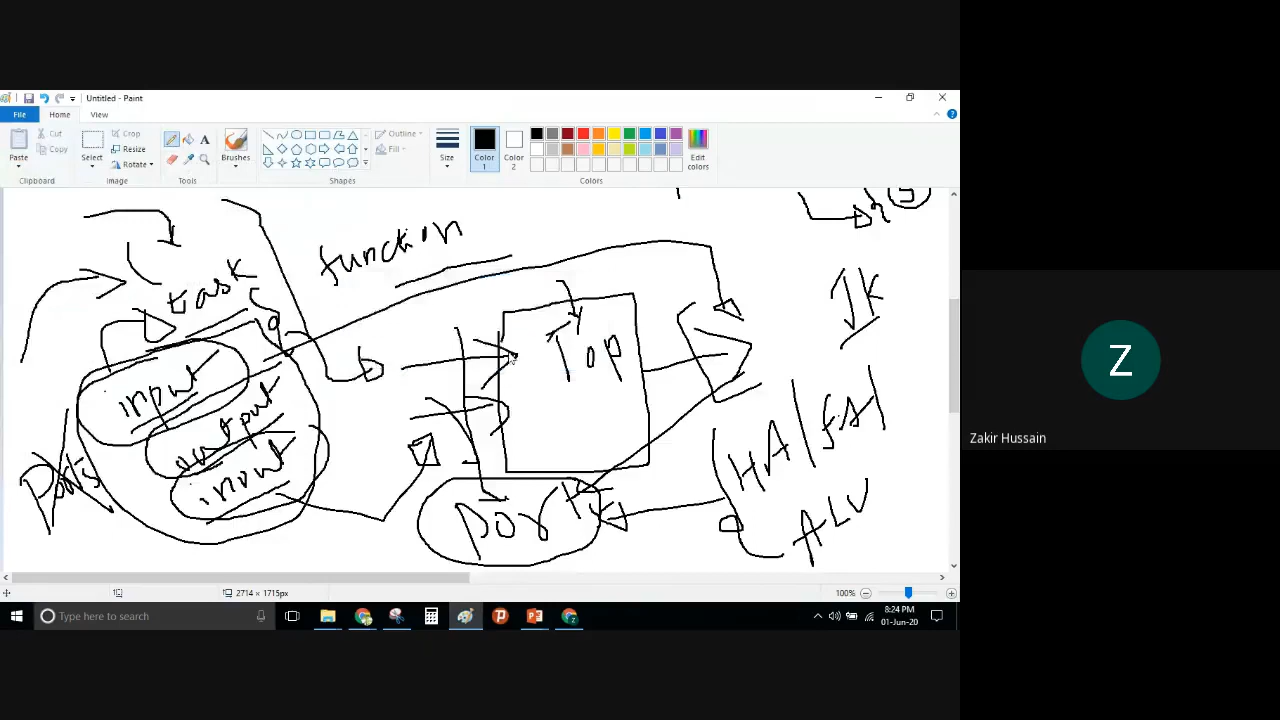 Untitled - Paint
File Home View
Paste
Cut
Copy
Clipboard
Select
Crop
Resize
Rotate
Image
Tools
Brushes
Shapes
Outline
Fill
Size
Color 1
Color 2
Edit colors
Colors
function
task
JK
Top
input
output
input
Ports
HA/FA
port
ALU
2714 × 1715px
100%
Type here to search
8:24 PM
01-Jun-20
Z
Zakir Hussain